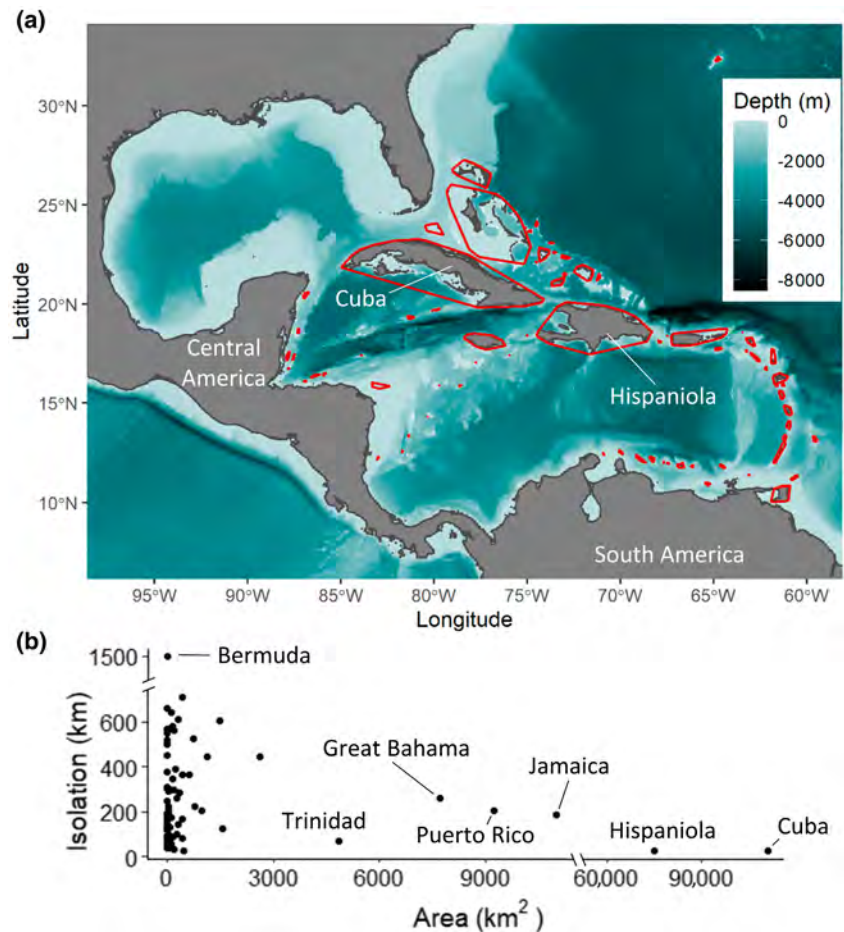 (a)
30°N
25°N
20°N
15°N
10°N
Latitude
Depth (m)
0
-2000
-4000
-6000
-8000
Cuba
Central
America
Hispaniola
South America
95°W 90°W 85°W 80°W 75°W 70°W 65°W 60°W
Longitude
(b)
Isolation (km)
1500
600
400
200
0
Bermuda
Great Bahama
Jamaica
Trinidad
Puerto Rico
Hispaniola
Cuba
0 3000 6000 9000 60,000 90,000
Area (km²)